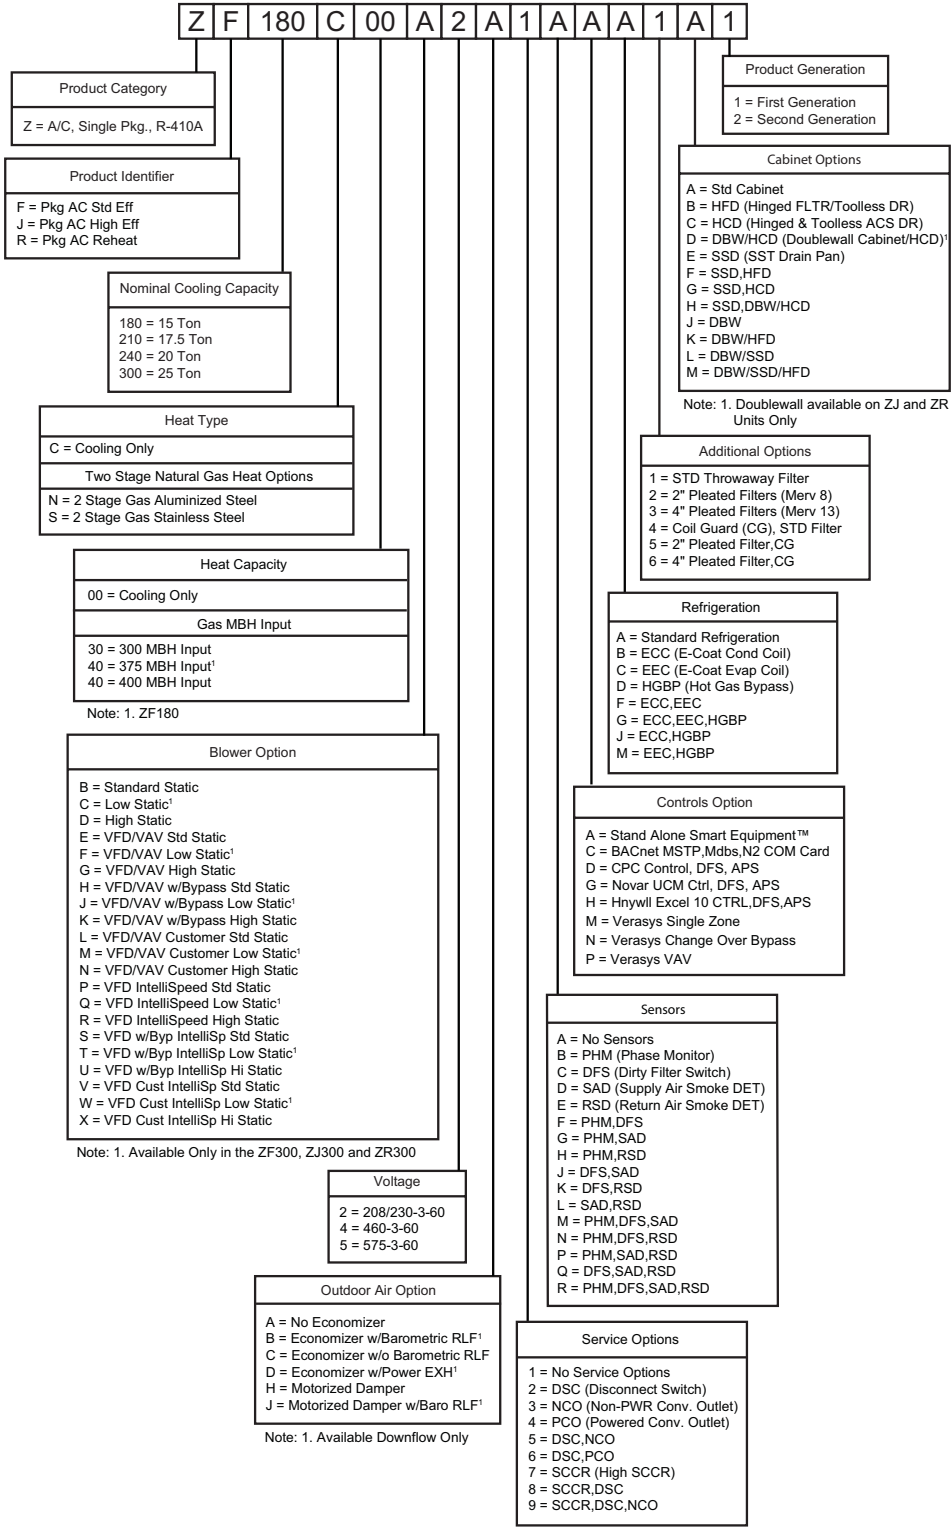 Z F 180 C 00 A 2 A 1 A A A 1 A 1
Product Category
Z = A/C, Single Pkg., R-410A
Product Identifier
F = Pkg AC Std Eff
J = Pkg AC High Eff
R = Pkg AC Reheat
Nominal Cooling Capacity
180 = 15 Ton
210 = 17.5 Ton
240 = 20 Ton
300 = 25 Ton
Heat Type
C = Cooling Only
Two Stage Natural Gas Heat Options
N = 2 Stage Gas Aluminized Steel
S = 2 Stage Gas Stainless Steel
Heat Capacity
00 = Cooling Only
Gas MBH Input
30 = 300 MBH Input
40 = 375 MBH Input¹
40 = 400 MBH Input
Note: 1. ZF180
Blower Option
B = Standard Static
C = Low Static¹
D = High Static
E = VFD/VAV Std Static
F = VFD/VAV Low Static¹
G = VFD/VAV High Static
H = VFD/VAV w/Bypass Std Static
J = VFD/VAV w/Bypass Low Static¹
K = VFD/VAV w/Bypass High Static
L = VFD/VAV Customer Std Static
M = VFD/VAV Customer Low Static¹
N = VFD/VAV Customer High Static
P = VFD IntelliSpeed Std Static
Q = VFD IntelliSpeed Low Static¹
R = VFD IntelliSpeed High Static
S = VFD w/Byp IntelliSp Std Static
T = VFD w/Byp IntelliSp Low Static¹
U = VFD w/Byp IntelliSp Hi Static
V = VFD Cust IntelliSp Std Static
W = VFD Cust IntelliSp Low Static¹
X = VFD Cust IntelliSp Hi Static
Note: 1. Available Only in the ZF300, ZJ300 and ZR300
Voltage
2 = 208/230-3-60
4 = 460-3-60
5 = 575-3-60
Outdoor Air Option
A = No Economizer
B = Economizer w/Barometric RLF¹
C = Economizer w/o Barometric RLF
D = Economizer w/Power EXH¹
H = Motorized Damper
J = Motorized Damper w/Baro RLF¹
Note: 1. Available Downflow Only
Product Generation
1 = First Generation
2 = Second Generation
Cabinet Options
A = Std Cabinet
B = HFD (Hinged FLTR/Toolless DR)
C = HCD (Hinged & Toolless ACS DR)
D = DBW/HCD (Doublewall Cabinet/HCD)¹
E = SSD (SST Drain Pan)
F = SSD,HFD
G = SSD,HCD
H = SSD,DBW/HCD
J = DBW
K = DBW/HFD
L = DBW/SSD
M = DBW/SSD/HFD
Note: 1. Doublewall available on ZJ and ZR
Units Only
Additional Options
1 = STD Throwaway Filter
2 = 2" Pleated Filters (Merv 8)
3 = 4" Pleated Filters (Merv 13)
4 = Coil Guard (CG), STD Filter
5 = 2" Pleated Filter,CG
6 = 4" Pleated Filter,CG
Refrigeration
A = Standard Refrigeration
B = ECC (E-Coat Cond Coil)
C = EEC (E-Coat Evap Coil)
D = HGBP (Hot Gas Bypass)
F = ECC,EEC
G = ECC,EEC,HGBP
J = ECC,HGBP
M = EEC,HGBP
Controls Option
A = Stand Alone Smart Equipment™
C = BACnet MSTP,Mdbs,N2 COM Card
D = CPC Control, DFS, APS
G = Novar UCM Ctrl, DFS, APS
H = Hnywll Excel 10 CTRL,DFS,APS
M = Verasys Single Zone
N = Verasys Change Over Bypass
P = Verasys VAV
Sensors
A = No Sensors
B = PHM (Phase Monitor)
C = DFS (Dirty Filter Switch)
D = SAD (Supply Air Smoke DET)
E = RSD (Return Air Smoke DET)
F = PHM,DFS
G = PHM,SAD
H = PHM,RSD
J = DFS,SAD
K = DFS,RSD
L = SAD,RSD
M = PHM,DFS,SAD
N = PHM,DFS,RSD
P = PHM,SAD,RSD
Q = DFS,SAD,RSD
R = PHM,DFS,SAD,RSD
Service Options
1 = No Service Options
2 = DSC (Disconnect Switch)
3 = NCO (Non-PWR Conv. Outlet)
4 = PCO (Powered Conv. Outlet)
5 = DSC,NCO
6 = DSC,PCO
7 = SCCR (High SCCR)
8 = SCCR,DSC
9 = SCCR,DSC,NCO